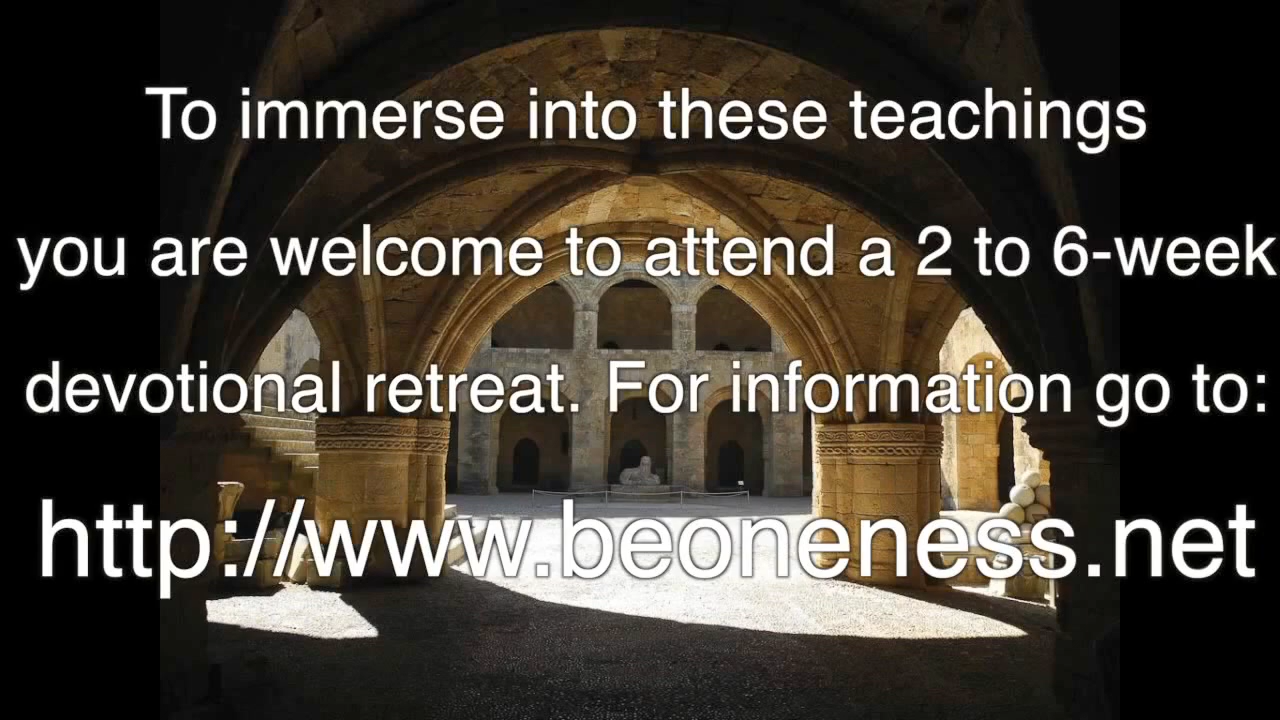 To immerse into these teachings
you are welcome to attend a 2 to 6-week
devotional retreat. For information go to:
http://www.beoneness.net